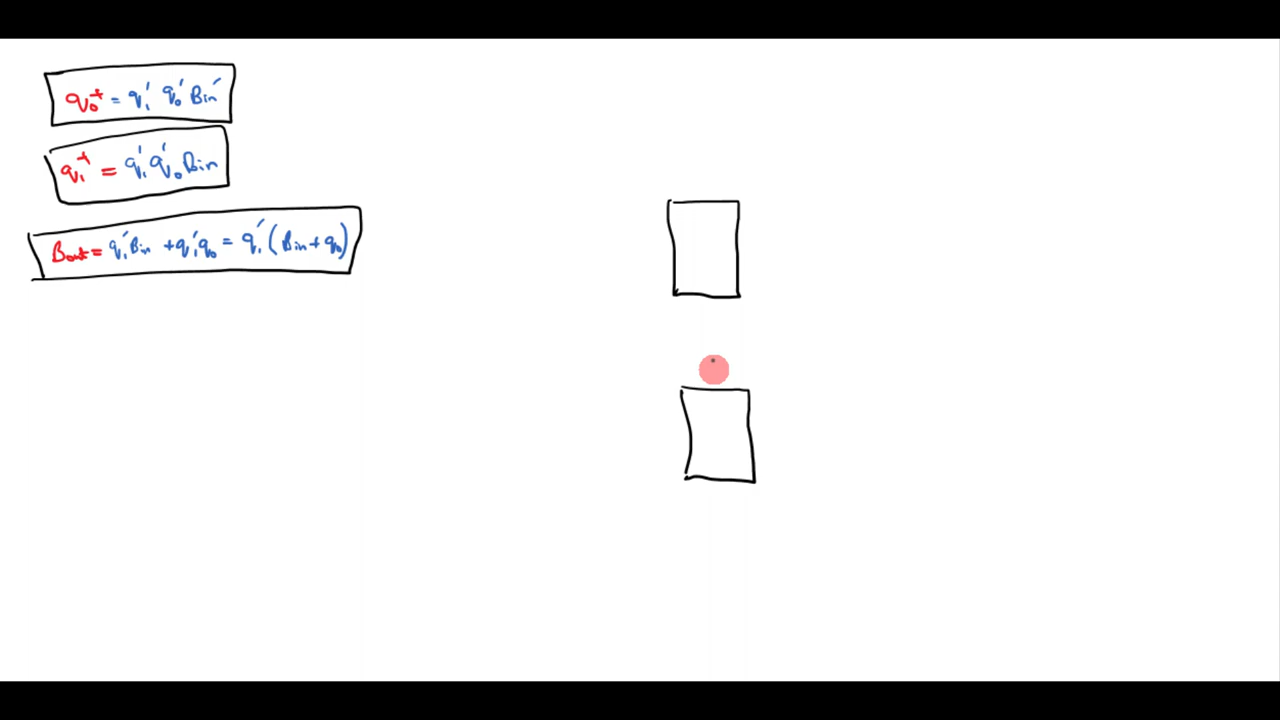 q₀⁺ = q₁′ q₀′ Bin′
q₁⁺ = q₁′ q₀′ Bin
Bout = q₁′ Bin + q₁′ q₀ = q₁′ (Bin + q₀)